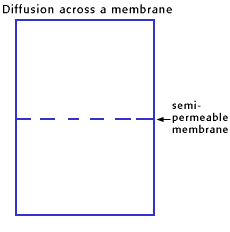 Diffusion across a membrane
semi-
permeable
membrane